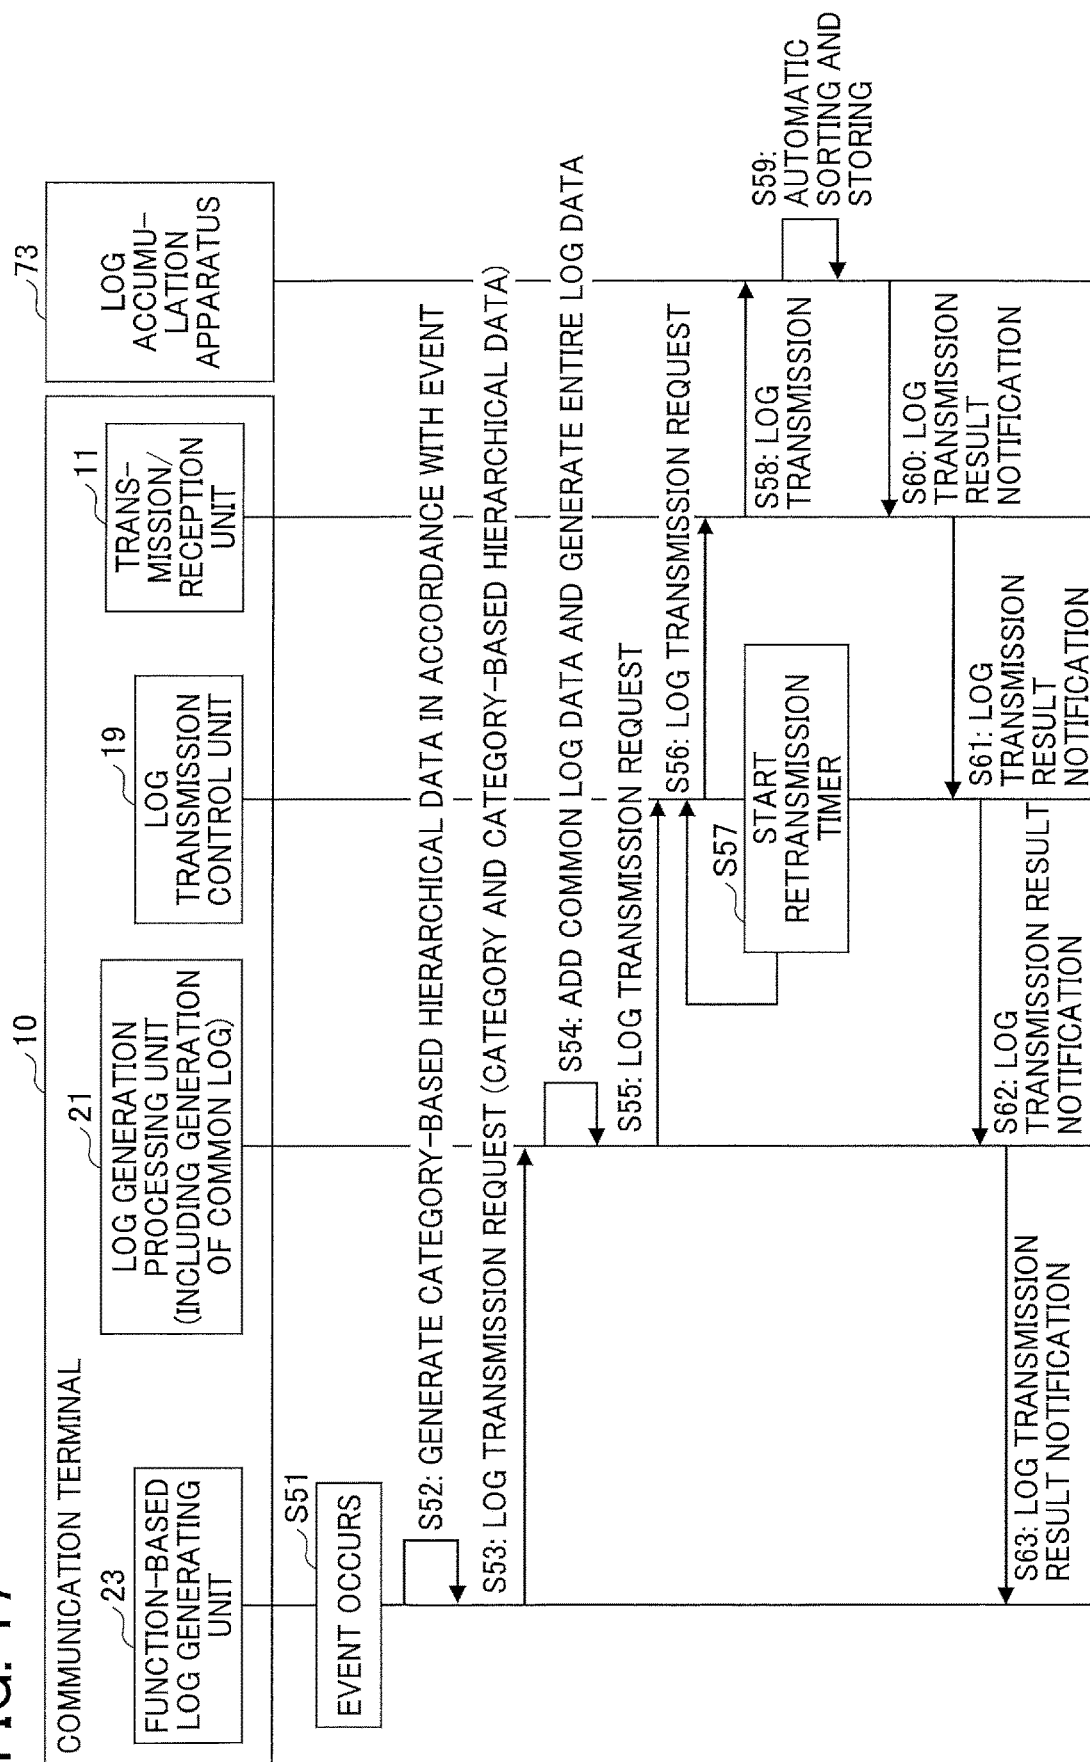 COMMUNICATION TERMINAL
10
23
FUNCTION-BASED
LOG GENERATING
UNIT
21
LOG GENERATION
PROCESSING UNIT
(INCLUDING GENERATION
OF COMMON LOG)
19
LOG
TRANSMISSION
CONTROL UNIT
11
TRANS-
MISSION/
RECEPTION
UNIT
73
LOG
ACCUMU-
LATION
APPARATUS
S51
EVENT OCCURS
S52: GENERATE CATEGORY-BASED HIERARCHICAL DATA IN ACCORDANCE WITH EVENT
S53: LOG TRANSMISSION REQUEST (CATEGORY AND CATEGORY-BASED HIERARCHICAL DATA)
S54: ADD COMMON LOG DATA AND GENERATE ENTIRE LOG DATA
S55: LOG TRANSMISSION REQUEST
S56: LOG TRANSMISSION REQUEST
S57
START
RETRANSMISSION
TIMER
S58: LOG
TRANSMISSION
S59:
AUTOMATIC
SORTING AND
STORING
S60: LOG
TRANSMISSION
RESULT
NOTIFICATION
S61: LOG
TRANSMISSION
RESULT
NOTIFICATION
S62: LOG
TRANSMISSION RESULT
NOTIFICATION
S63: LOG TRANSMISSION
RESULT NOTIFICATION